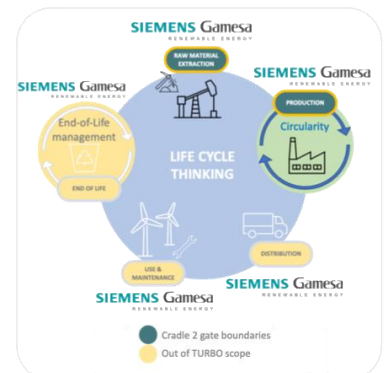 SIEMENS Gamesa
RENEWABLE ENERGY
RAW MATERIAL
EXTRACTION
SIEMENS Gamesa
RENEWABLE ENERGY
PRODUCTION
Circularity
SIEMENS Gamesa
RENEWABLE ENERGY
End-of-Life
management
END OF LIFE
LIFE CYCLE
THINKING
DISTRIBUTION
SIEMENS Gamesa
RENEWABLE ENERGY
USE &
MAINTENANCE
SIEMENS Gamesa
RENEWABLE ENERGY
Cradle 2 gate boundaries
Out of TURBO scope